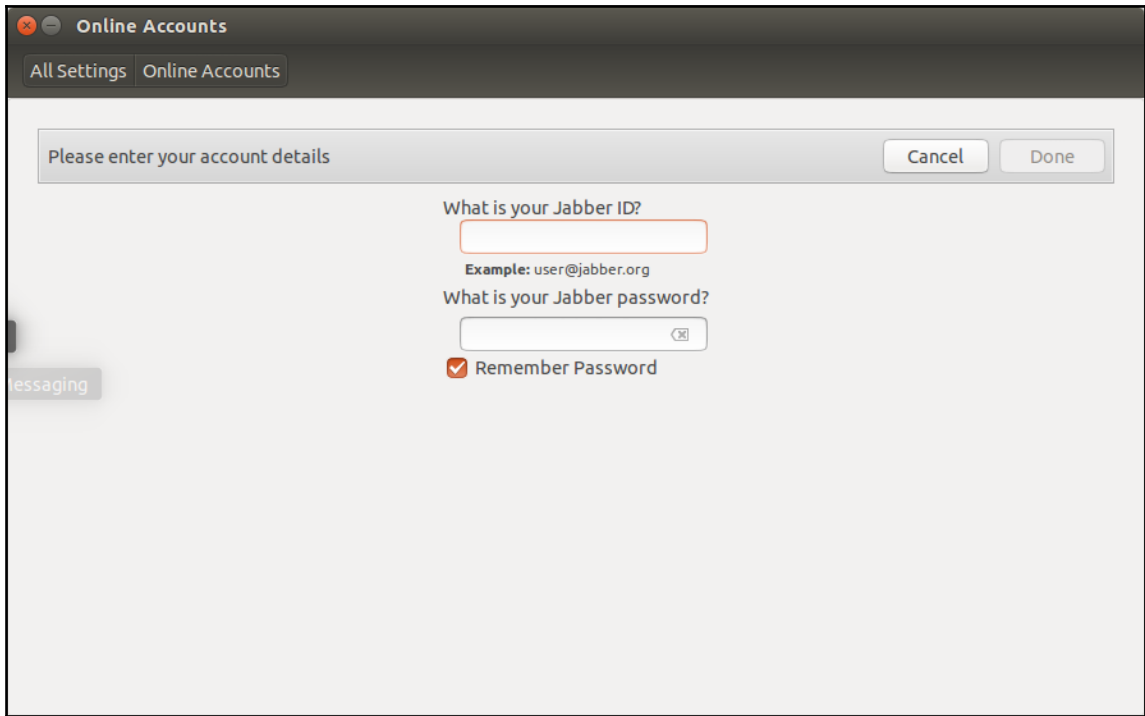 Online Accounts
All Settings Online Accounts
Please enter your account details Cancel Done
What is your Jabber ID?
Example: user@jabber.org
What is your Jabber password?
Remember Password
essaging